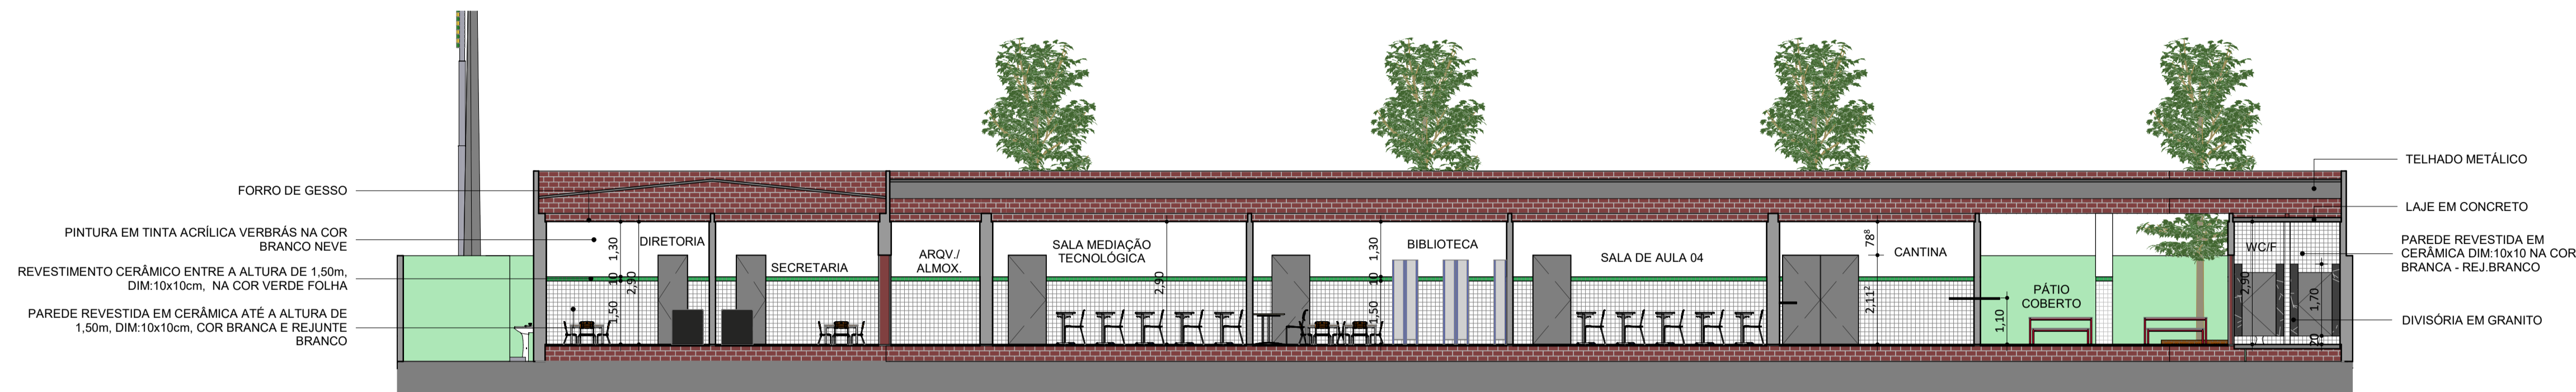 FORRO DE GESSO
PINTURA EM TINTA ACRÍLICA VERBRÁS NA COR
BRANCO NEVE
REVESTIMENTO CERÂMICO ENTRE A ALTURA DE 1,50m,
DIM:10x10cm, NA COR VERDE FOLHA
PAREDE REVESTIDA EM CERÂMICA ATÉ A ALTURA DE
1,50m, DIM:10x10cm, COR BRANCA E REJUNTE
BRANCO
1,30
10
1,50
2,90
DIRETORIA
SECRETARIA
ARQV./
ALMOX.
SALA MEDIAÇÃO
TECNOLÓGICA
2,90
1,30
10
1,50
BIBLIOTECA
SALA DE AULA 04
78⁸
2,11²
CANTINA
1,10
PÁTIO
COBERTO
WC/F
2,90
1,70
20
TELHADO METÁLICO
LAJE EM CONCRETO
PAREDE REVESTIDA EM
CERÂMICA DIM:10x10 NA COR
BRANCA - REJ.BRANCO
DIVISÓRIA EM GRANITO